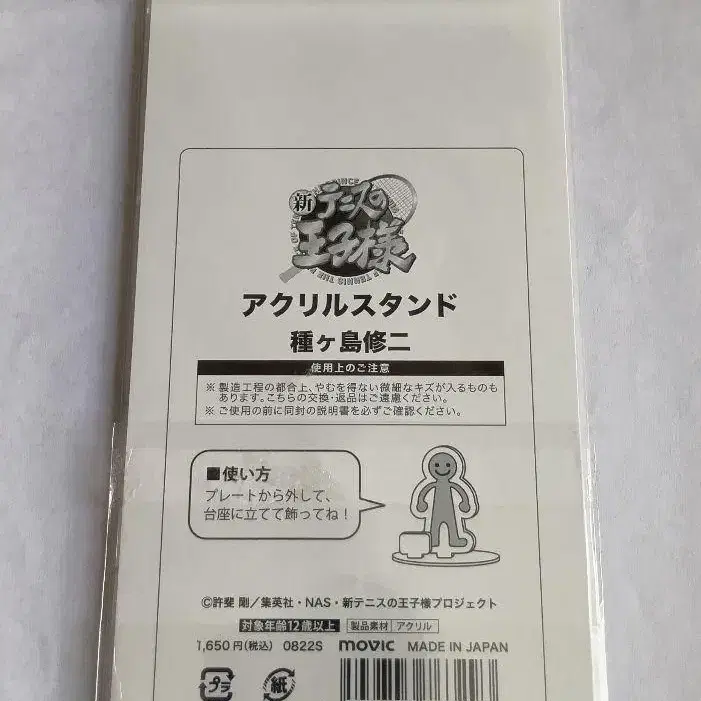 新テニスの
王子様
アクリルスタンド
種ヶ島修二
使用上のご注意
※ 製造工程の都合上、やむを得ない微細なキズが入るものも
あります。こちらの交換・返品はご遠慮ください。
※ ご使用の前に同封の説明書を必ずご確認ください。
■使い方
プレートから外して、
台座に立てて飾ってね！
©許斐 剛／集英社・NAS・新テニスの王子様プロジェクト
対象年齢12歳以上 製品素材 アクリル
1,650円(税込) 0822S movic MADE IN JAPAN
プラ 紙